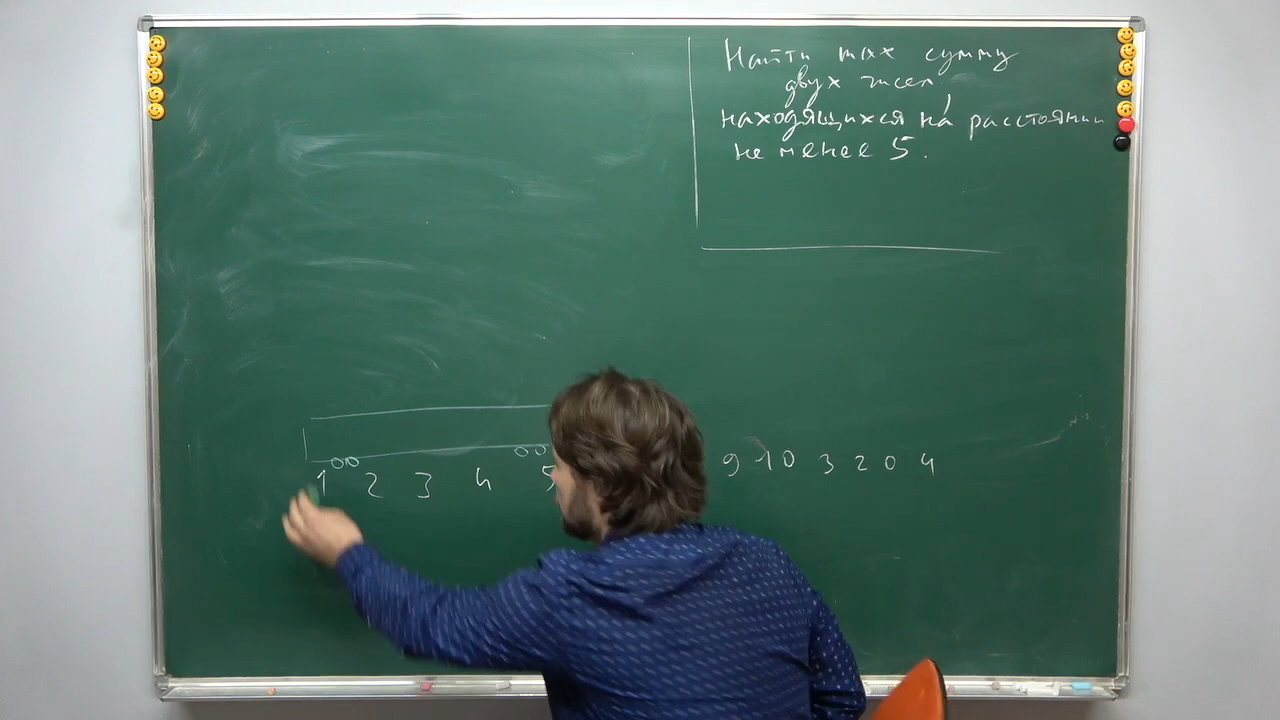 Найти max сумму
двух чисел,
находящихся на расстоянии
не менее 5.
1 2 3 4 5 9 10 3 2 0 4